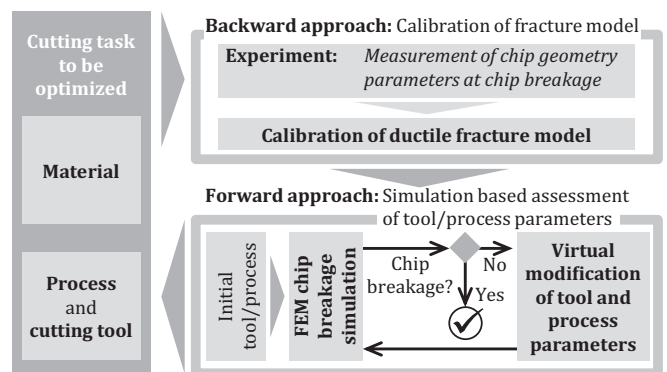 Cutting task
to be
optimized
Material
Process
and
cutting tool
Backward approach: Calibration of fracture model
Experiment: Measurement of chip geometry
parameters at chip breakage
Calibration of ductile fracture model
Forward approach: Simulation based assessment
of tool/process parameters
Initial
tool/process
FEM chip
breakage
simulation
Chip
breakage?
No
Yes
Virtual
modification
of tool and
process
parameters